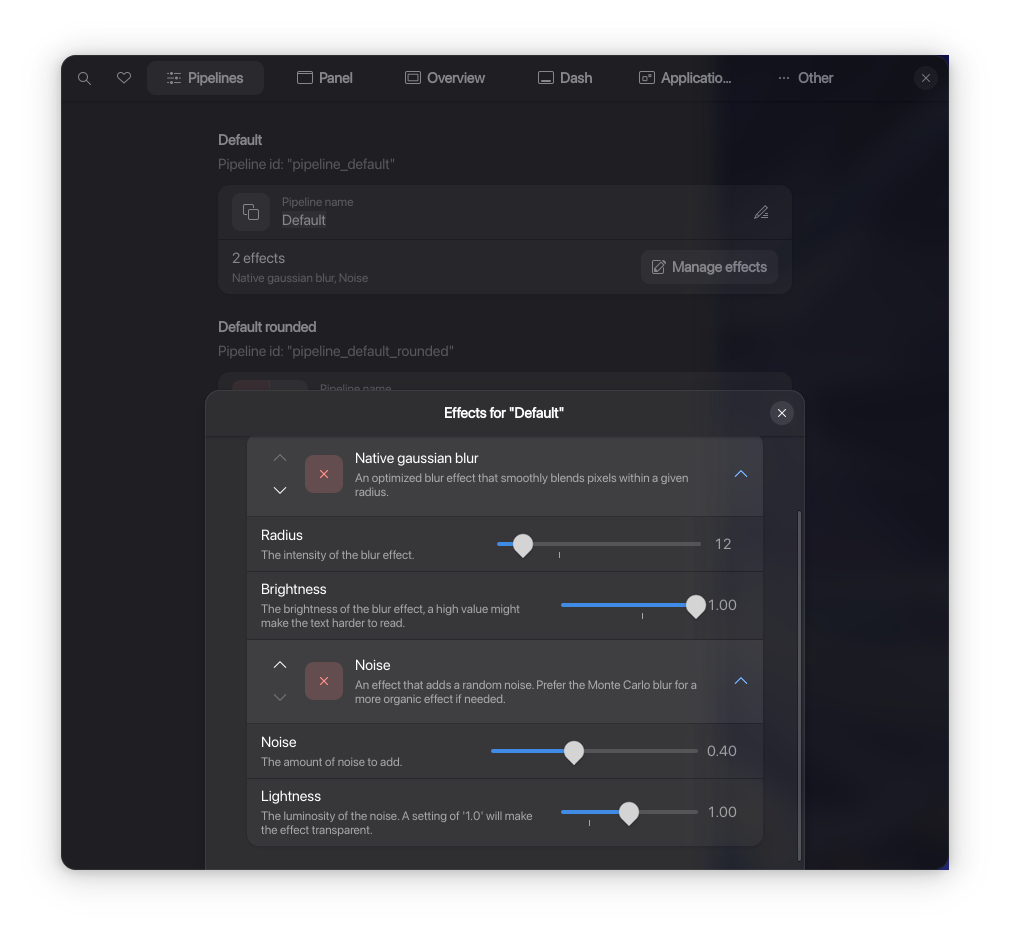 Pipelines
Panel
Overview
Dash
Applicatio...
Other
Default
Pipeline id: "pipeline_default"
Pipeline name
Default
2 effects
Native gaussian blur, Noise
Manage effects
Default rounded
Pipeline id: "pipeline_default_rounded"
Pipeline name
Effects for "Default"
Native gaussian blur
An optimized blur effect that smoothly blends pixels within a given
radius.
Radius
The intensity of the blur effect.
12
Brightness
The brightness of the blur effect, a high value might
make the text harder to read.
1.00
Noise
An effect that adds a random noise. Prefer the Monte Carlo blur for a
more organic effect if needed.
Noise
The amount of noise to add.
0.40
Lightness
The luminosity of the noise. A setting of '1.0' will make
the effect transparent.
1.00